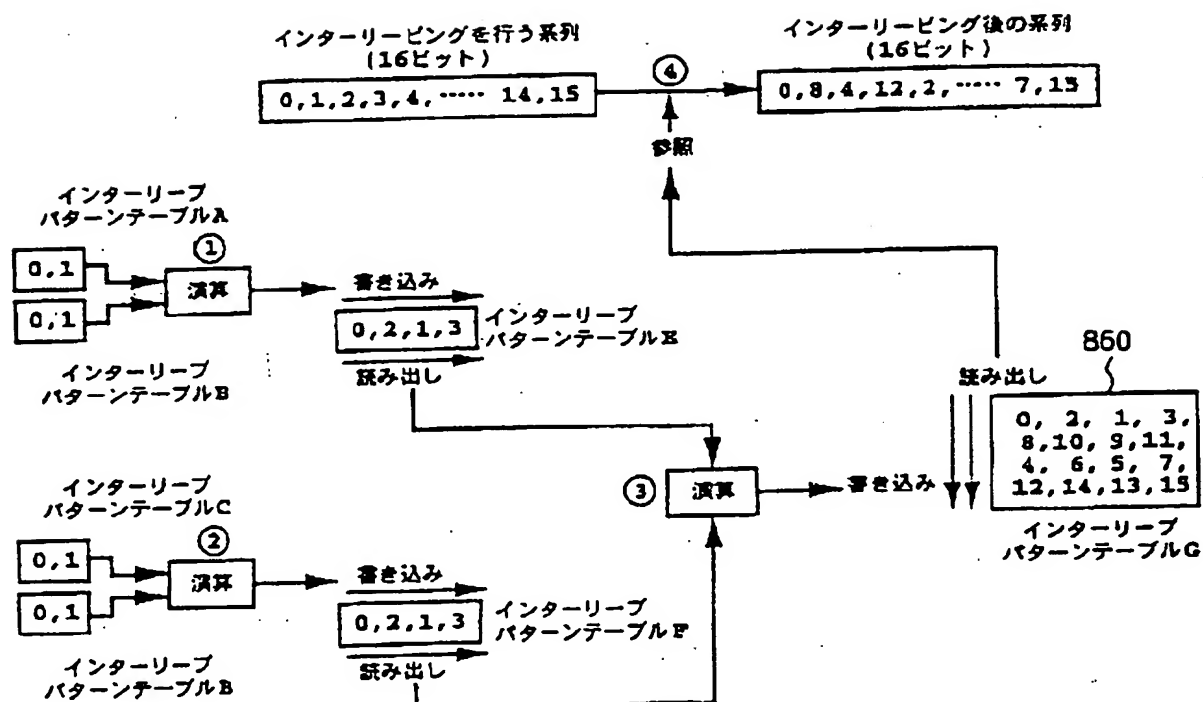 インターリービングを行う系列
(16ビット)
0,1,2,3,4,····· 14,15
④
インターリービング後の系列
(16ビット)
0,8,4,12,2,····· 7,15
参照
インターリーブ
パターンテーブルA
0,1
0,1
①
演算
インターリーブ
パターンテーブルB
書き込み
0,2,1,3
読み出し
インターリーブ
パターンテーブルE
インターリーブ
パターンテーブルC
0,1
0,1
②
演算
インターリーブ
パターンテーブルB
書き込み
0,2,1,3
読み出し
インターリーブ
パターンテーブルF
③
演算
書き込み
860
読み出し
0, 2, 1, 3,
8,10, 9,11,
4, 6, 5, 7,
12,14,13,15
インターリーブ
パターンテーブルG